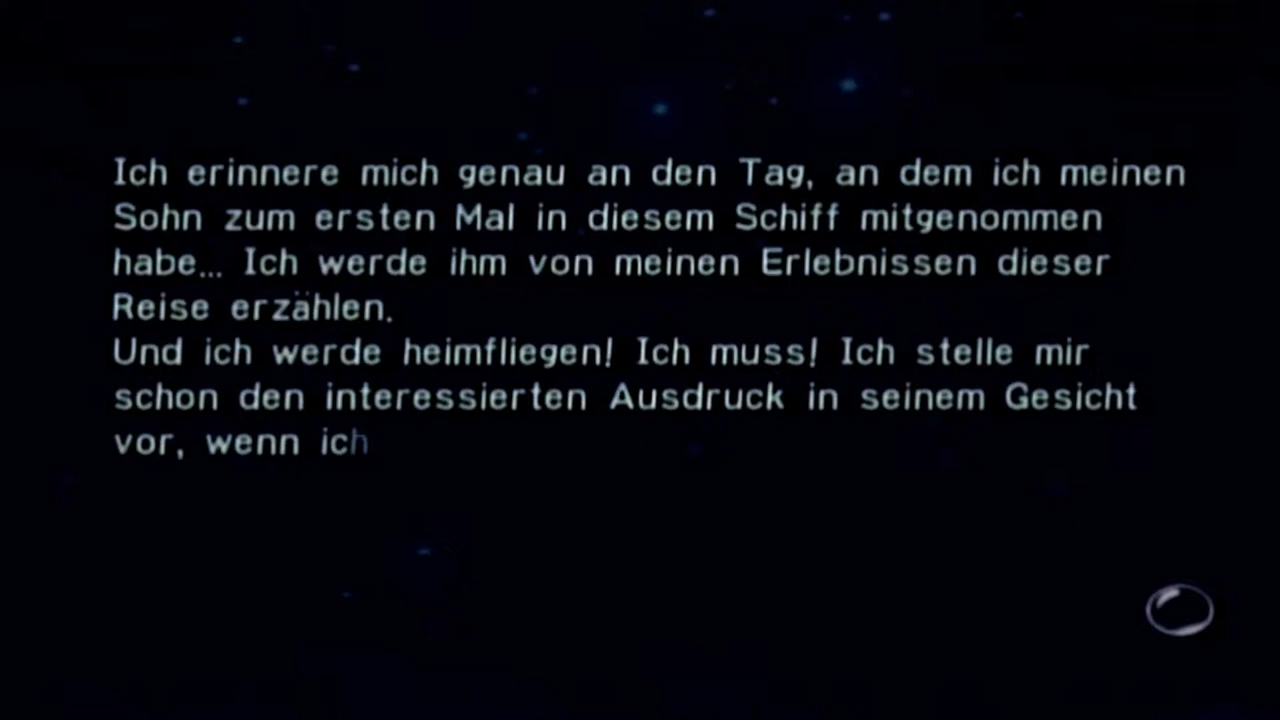 Ich erinnere mich genau an den Tag, an dem ich meinen
Sohn zum ersten Mal in diesem Schiff mitgenommen
habe... Ich werde ihm von meinen Erlebnissen dieser
Reise erzählen.
Und ich werde heimfliegen! Ich muss! Ich stelle mir
schon den interessierten Ausdruck in seinem Gesicht
vor, wenn ich